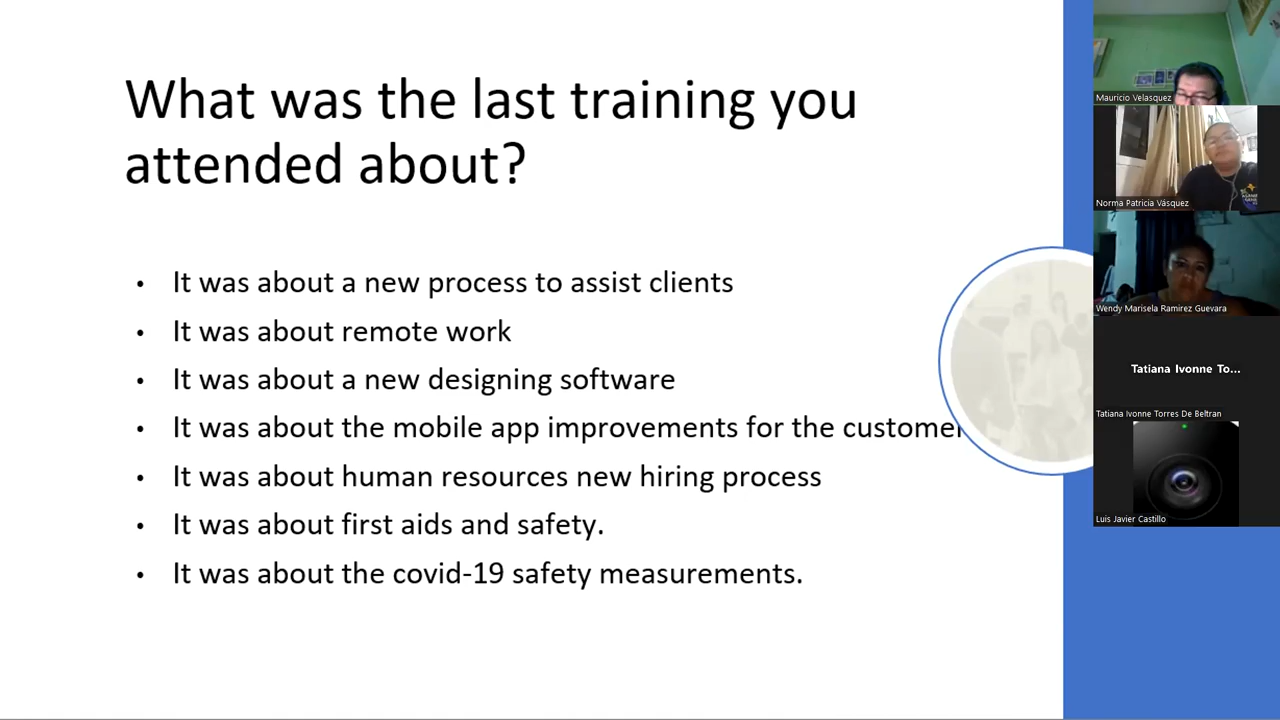 What was the last training you
attended about?
• It was about a new process to assist clients
• It was about remote work
• It was about a new designing software
• It was about the mobile app improvements for the customer
• It was about human resources new hiring process
• It was about first aids and safety.
• It was about the covid-19 safety measurements.
Mauricio Velasquez
Norma Patricia Vásquez
Wendy Marisela Ramirez Guevara
Tatiana Ivonne To...
Tatiana Ivonne Torres De Beltran
Luis Javier Castillo